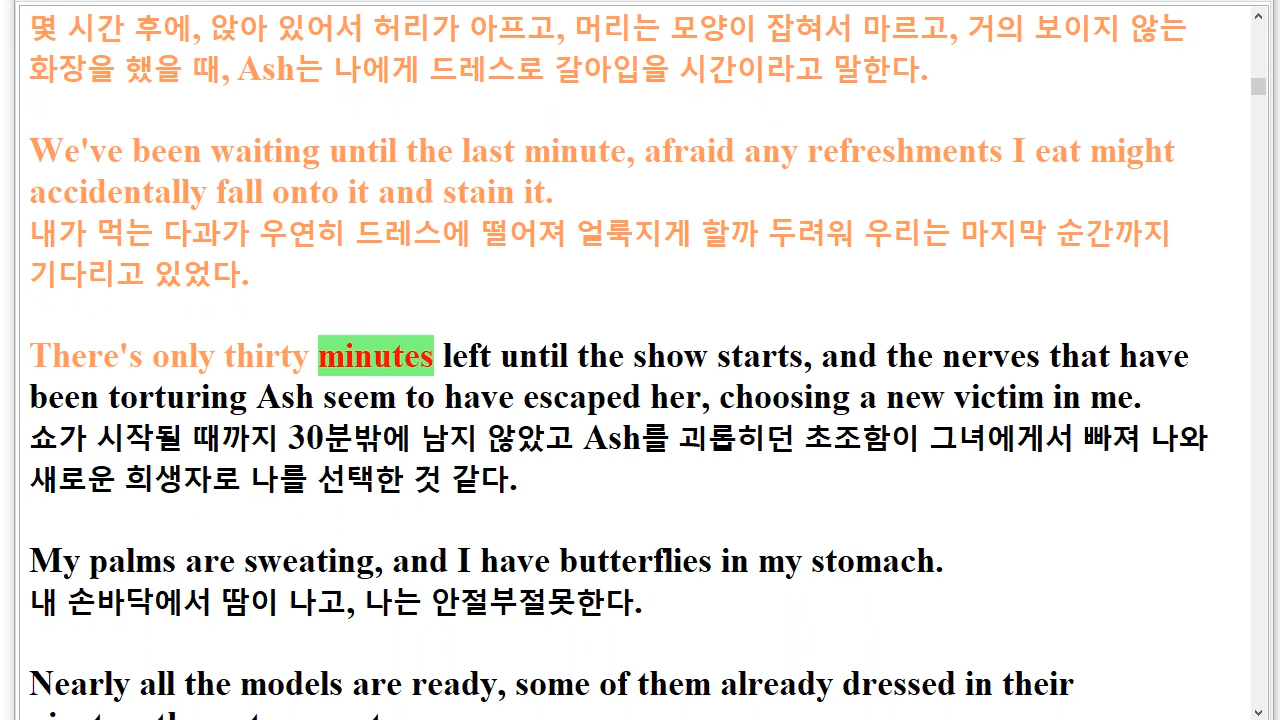 몇 시간 후에, 앉아 있어서 허리가 아프고, 머리는 모양이 잡혀서 마르고, 거의 보이지 않는
화장을 했을 때, Ash는 나에게 드레스로 갈아입을 시간이라고 말한다.
We've been waiting until the last minute, afraid any refreshments I eat might
accidentally fall onto it and stain it.
내가 먹는 다과가 우연히 드레스에 떨어져 얼룩지게 할까 두려워 우리는 마지막 순간까지
기다리고 있었다.
There's only thirty minutes left until the show starts, and the nerves that have
been torturing Ash seem to have escaped her, choosing a new victim in me.
쇼가 시작될 때까지 30분밖에 남지 않았고 Ash를 괴롭히던 초조함이 그녀에게서 빠져 나와
새로운 희생자로 나를 선택한 것 같다.
My palms are sweating, and I have butterflies in my stomach.
내 손바닥에서 땀이 나고, 나는 안절부절못한다.
Nearly all the models are ready, some of them already dressed in their